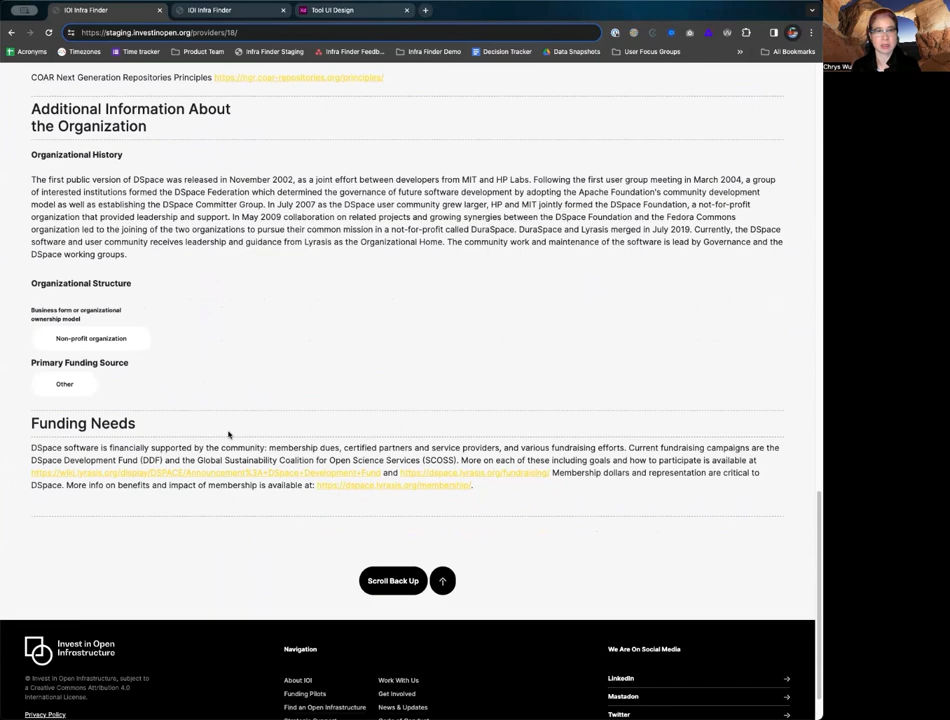 IOI Infra Finder
IOI Infra Finder
Tool UI Design
https://staging.investinopen.org/providers/18/
Acronyms
Timezones
Time tracker
Product Team
Infra Finder Staging
Infra Finder Feedb...
Infra Finder Demo
Decision Tracker
Data Snapshots
User Focus Groups
All Bookmarks
Chrys Wu
COAR Next Generation Repositories Principles https://ngr.coar-repositories.org/principles/
Additional Information About
the Organization
Organizational History
The first public version of DSpace was released in November 2002, as a joint effort between developers from MIT and HP Labs. Following the first user group meeting in March 2004, a group
of interested institutions formed the DSpace Federation which determined the governance of future software development by adopting the Apache Foundation's community development
model as well as establishing the DSpace Committer Group. In July 2007 as the DSpace user community grew larger, HP and MIT jointly formed the DSpace Foundation, a not-for-profit
organization that provided leadership and support. In May 2009 collaboration on related projects and growing synergies between the DSpace Foundation and the Fedora Commons
organization led to the joining of the two organizations to pursue their common mission in a not-for-profit called DuraSpace. DuraSpace and Lyrasis merged in July 2019. Currently, the DSpace
software and user community receives leadership and guidance from Lyrasis as the Organizational Home. The community work and maintenance of the software is lead by Governance and the
DSpace working groups.
Organizational Structure
Business form or organizational
ownership model
Non-profit organization
Primary Funding Source
Other
Funding Needs
DSpace software is financially supported by the community: membership dues, certified partners and service providers, and various fundraising efforts. Current fundraising campaigns are the
DSpace Development Fund (DDF) and the Global Sustainability Coalition for Open Science Services (SCOSS). More on each of these including goals and how to participate is available at
https://wiki.lyrasis.org/display/DSPACE/Announcement%3A+DSpace+Development+Fund and https://dspace.lyrasis.org/fundraising/ Membership dollars and representation are critical to
DSpace. More info on benefits and impact of membership is available at: https://dspace.lyrasis.org/membership/.
Scroll Back Up
Invest in Open
Infrastructure
© Invest in Open Infrastructure, subject to
a Creative Commons Attribution 4.0
International License.
Privacy Policy
Navigation
About IOI
Funding Pilots
Find an Open Infrastructure
Work With Us
Get Involved
News & Updates
We Are On Social Media
LinkedIn
Mastadon
Twitter